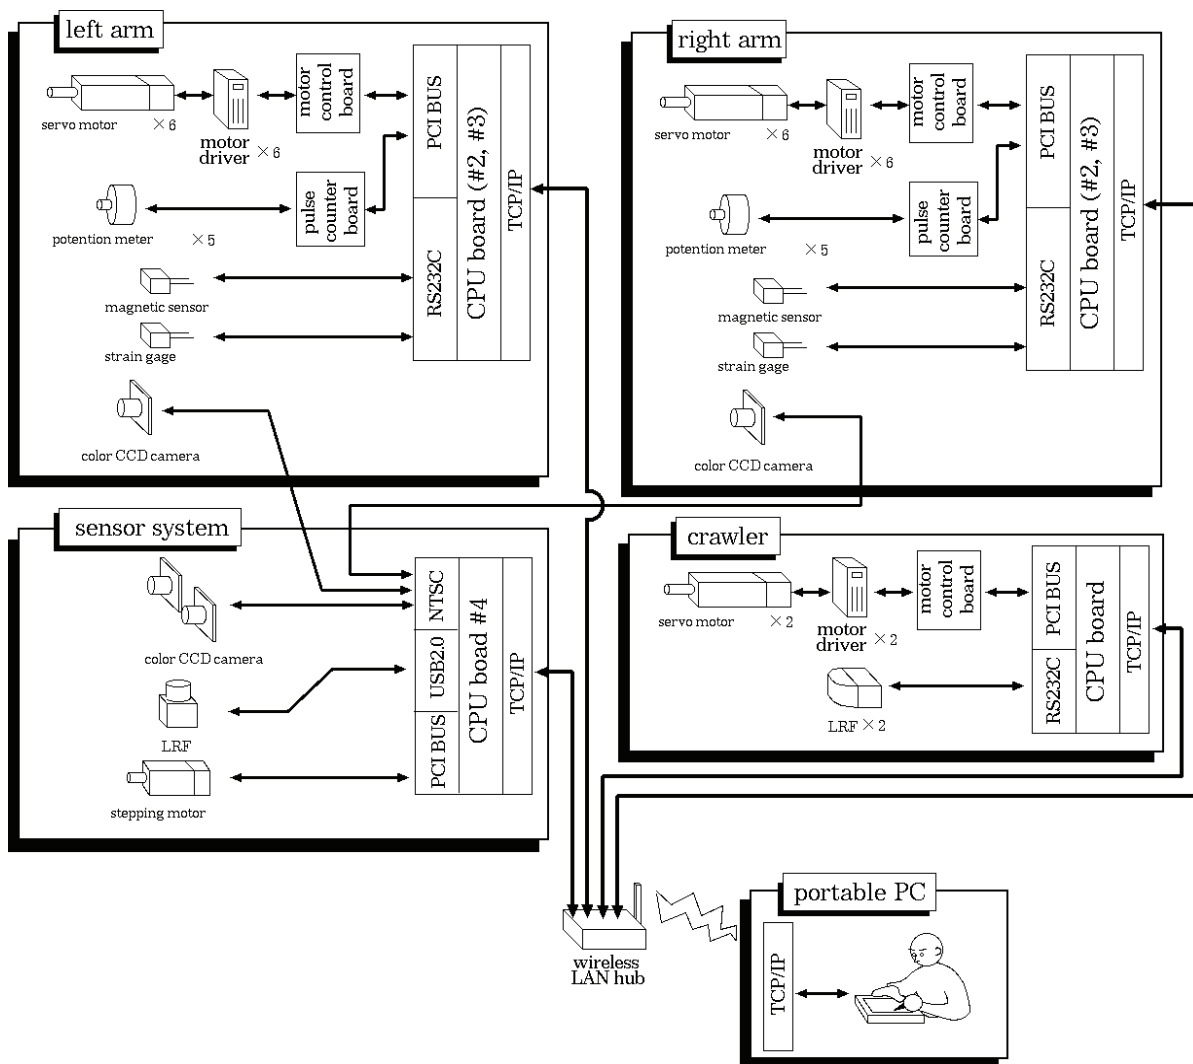 left arm
servo motor
× 6
motor
driver × 6
motor
control
board
potention meter
× 5
pulse
counter
board
magnetic sensor
strain gage
color CCD camera
PCI BUS
RS232C
CPU board (#2, #3)
TCP/IP
right arm
servo motor
× 6
motor
driver × 6
motor
control
board
potention meter
× 5
pulse
counter
board
magnetic sensor
strain gage
color CCD camera
PCI BUS
RS232C
CPU board (#2, #3)
TCP/IP
sensor system
color CCD camera
LRF
stepping motor
NTSC
USB2.0
PCI BUS
CPU boad #4
TCP/IP
crawler
servo motor
× 2
motor
driver × 2
motor
control
board
LRF × 2
PCI BUS
RS232C
CPU board
TCP/IP
wireless
LAN hub
portable PC
TCP/IP